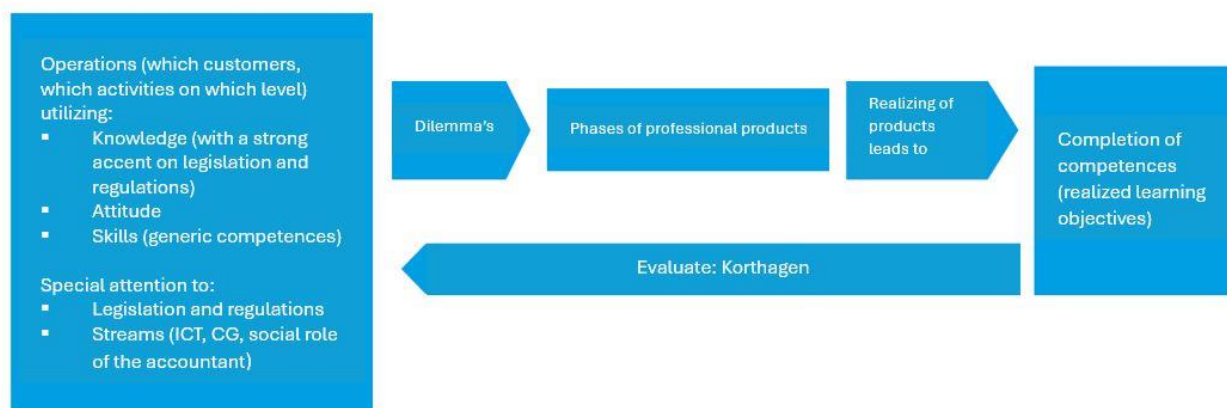 Operations (which customers,
which activities on which level)
utilizing:
▪ Knowledge (with a strong
accent on legislation and
regulations)
▪ Attitude
▪ Skills (generic competences)
Special attention to:
▪ Legislation and regulations
▪ Streams (ICT, CG, social role
of the accountant)
Dilemma's
Phases of professional products
Realizing of
products
leads to
Completion of
competences
(realized learning
objectives)
Evaluate: Korthagen